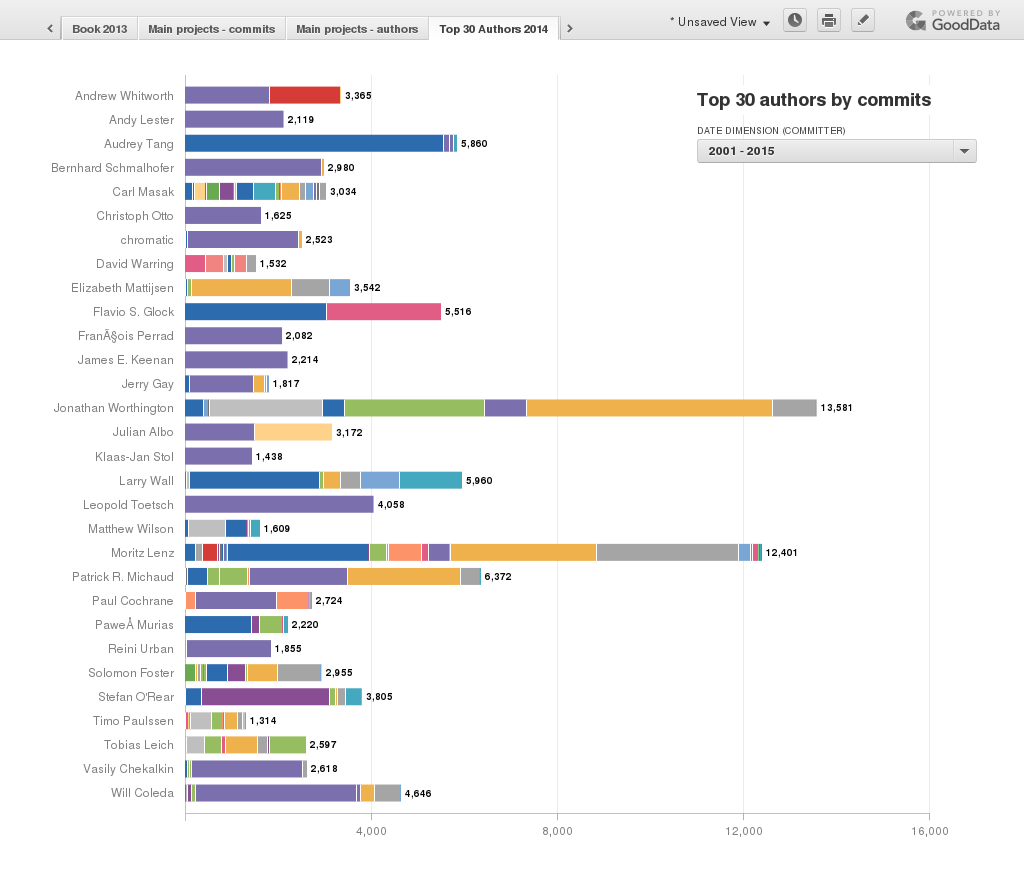 Book 2013 Main projects - commits Main projects - authors Top 30 Authors 2014
* Unsaved View
POWERED BY
GoodData
Top 30 authors by commits
DATE DIMENSION (COMMITTER)
2001 - 2015
Andrew Whitworth 3,365
Andy Lester 2,119
Audrey Tang 5,860
Bernhard Schmalhofer 2,980
Carl Masak 3,034
Christoph Otto 1,625
chromatic 2,523
David Warring 1,532
Elizabeth Mattijsen 3,542
Flavio S. Glock 5,516
FranÃ§ois Perrad 2,082
James E. Keenan 2,214
Jerry Gay 1,817
Jonathan Worthington 13,581
Julian Albo 3,172
Klaas-Jan Stol 1,438
Larry Wall 5,960
Leopold Toetsch 4,058
Matthew Wilson 1,609
Moritz Lenz 12,401
Patrick R. Michaud 6,372
Paul Cochrane 2,724
PaweÅ Murias 2,220
Reini Urban 1,855
Solomon Foster 2,955
Stefan O'Rear 3,805
Timo Paulssen 1,314
Tobias Leich 2,597
Vasily Chekalkin 2,618
Will Coleda 4,646
4,000 8,000 12,000 16,000